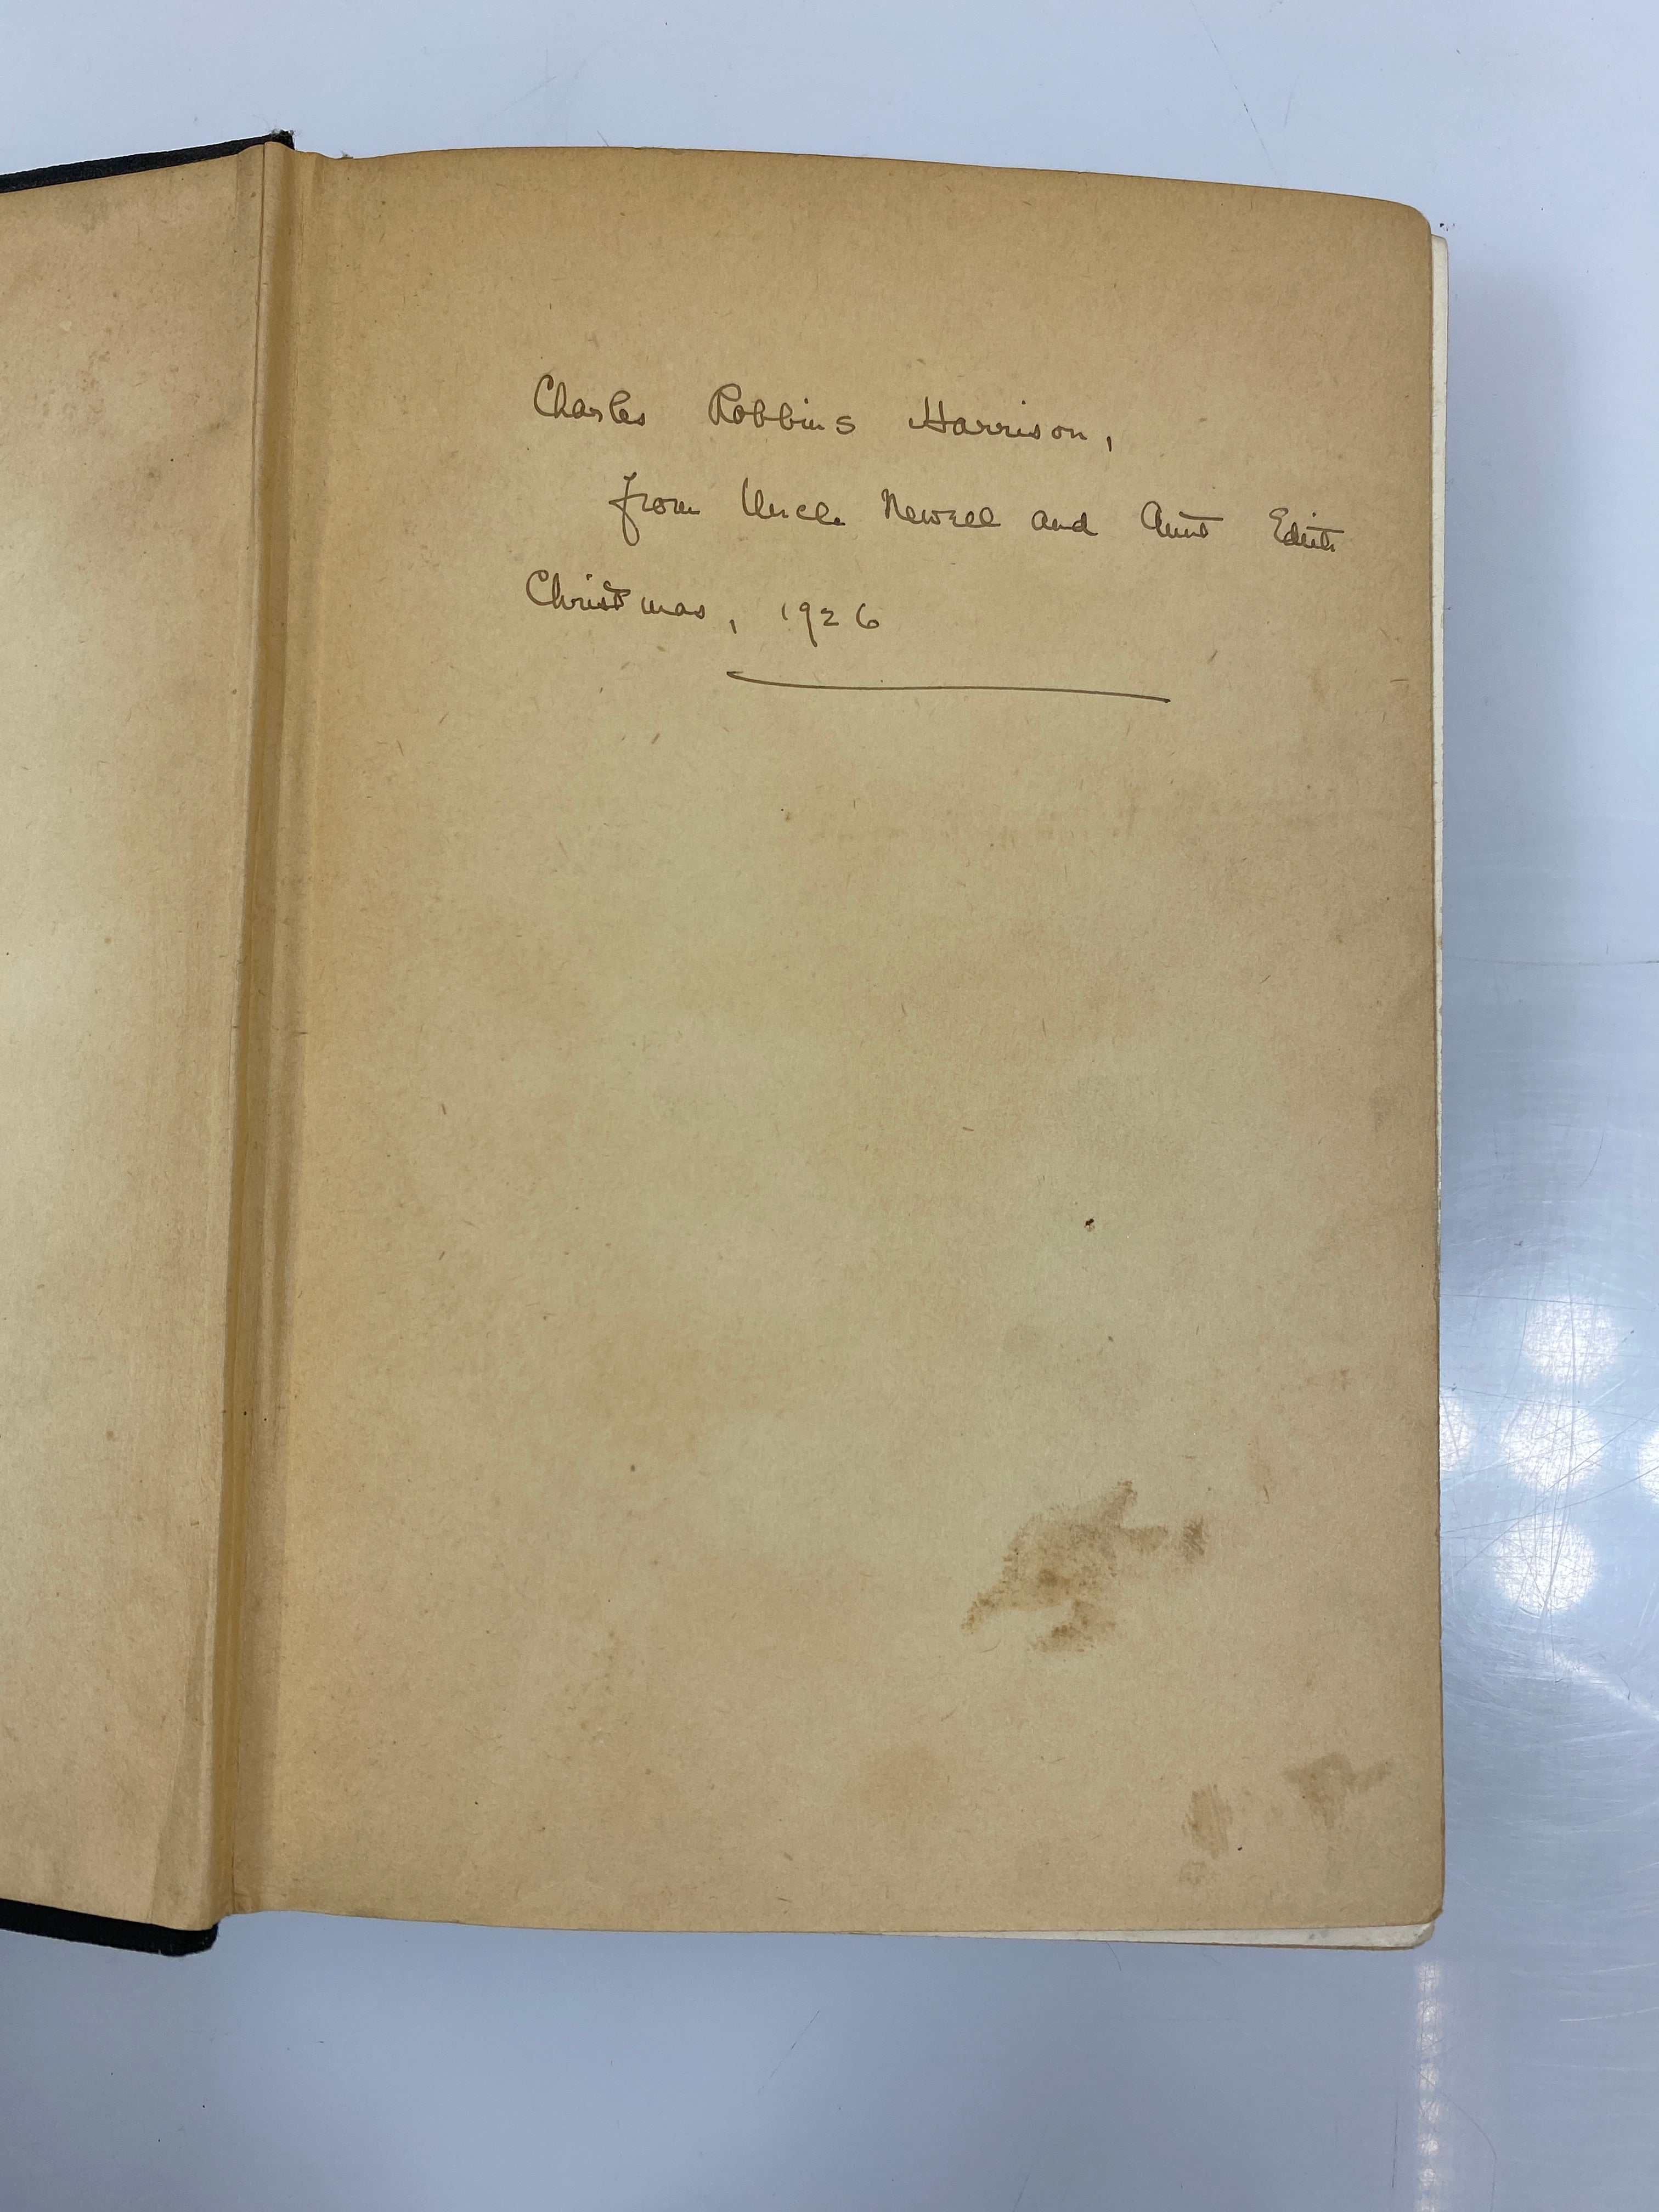 Charles Robbins Harrison,
from Uncle Newell and Aunt Edith
Christmas, 1926